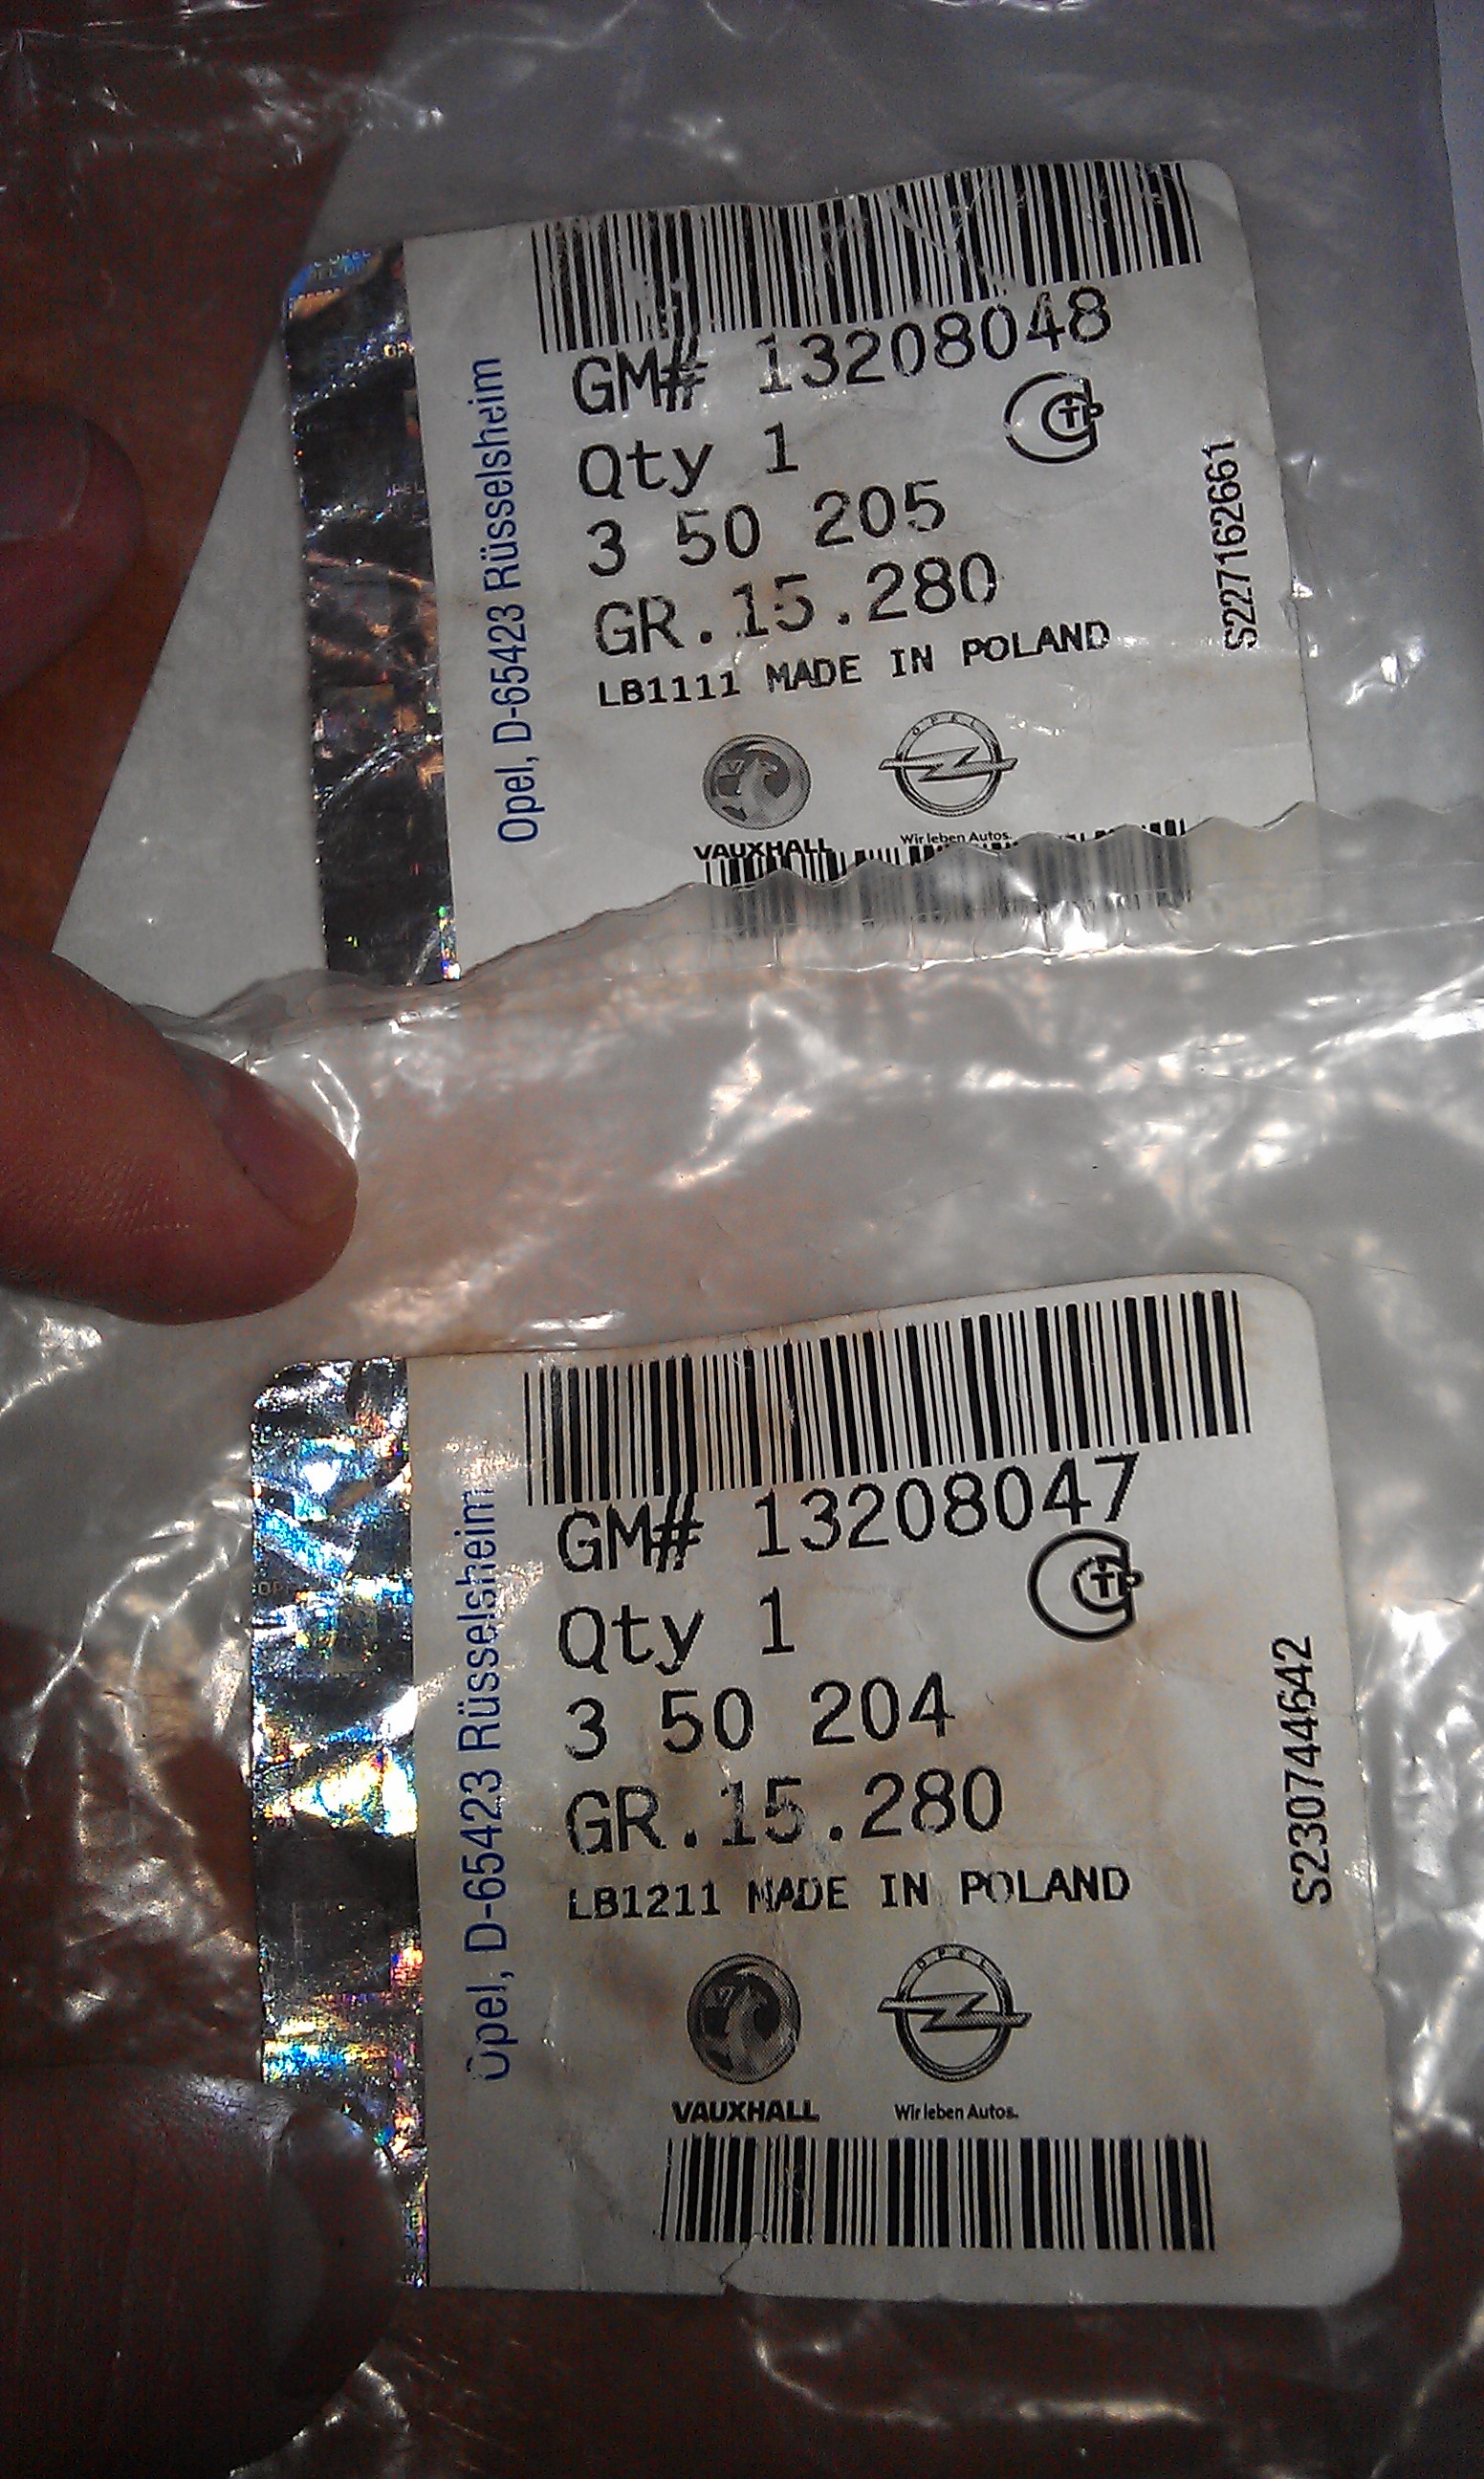 GM# 13208048
Qty 1
3 50 205
GR.15.280
LB1111 MADE IN POLAND
Opel, D-65423 Rüsselsheim
S227162661
OPEL
VAUXHALL
Wir leben Autos.
GM# 13208047
Qty 1
3 50 204
GR.15.280
LB1211 MADE IN POLAND
Opel, D-65423 Rüsselsheim
S230744642
OPEL
VAUXHALL
Wir leben Autos.